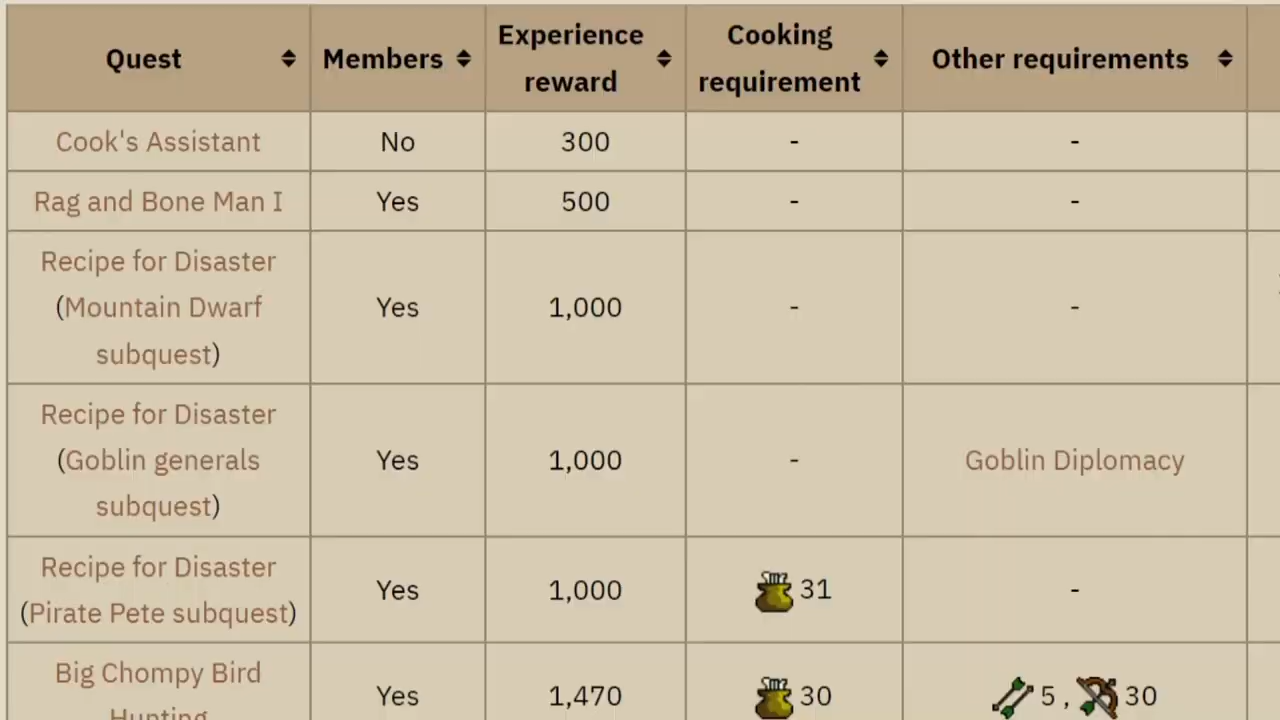 Quest Members Experience reward Cooking requirement Other requirements
Cook's Assistant No 300 - -
Rag and Bone Man I Yes 500 - -
Recipe for Disaster
(Mountain Dwarf Yes 1,000 - -
subquest)
Recipe for Disaster
(Goblin generals Yes 1,000 - Goblin Diplomacy
subquest)
Recipe for Disaster
(Pirate Pete subquest) Yes 1,000 31 -
Big Chompy Bird
Hunting Yes 1,470 30 5 , 30